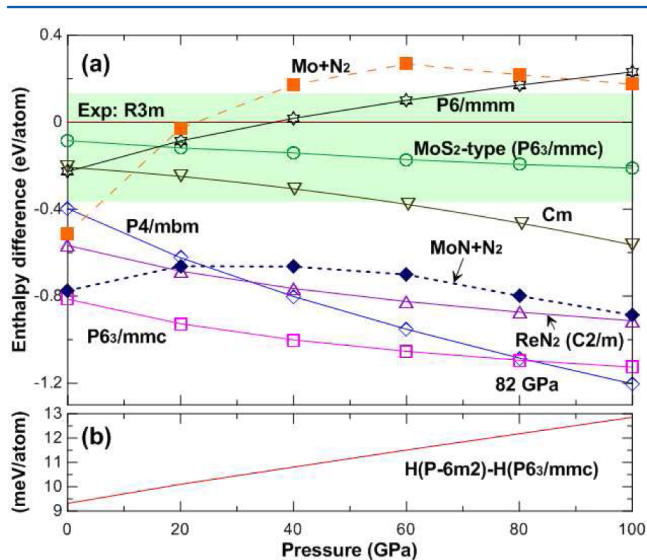 0.4
(a)
Mo+N2
P6/mmm
Exp: R3m
0
MoS2-type (P63/mmc)
-0.4
P4/mbm
Cm
MoN+N2
-0.8
P63/mmc
ReN2 (C2/m)
-1.2
82 GPa
Enthalpy difference (eV/atom)
13
(b)
12
11
H(P-6m2)-H(P63/mmc)
10
9
(meV/atom)
0 20 40 60 80 100
Pressure (GPa)